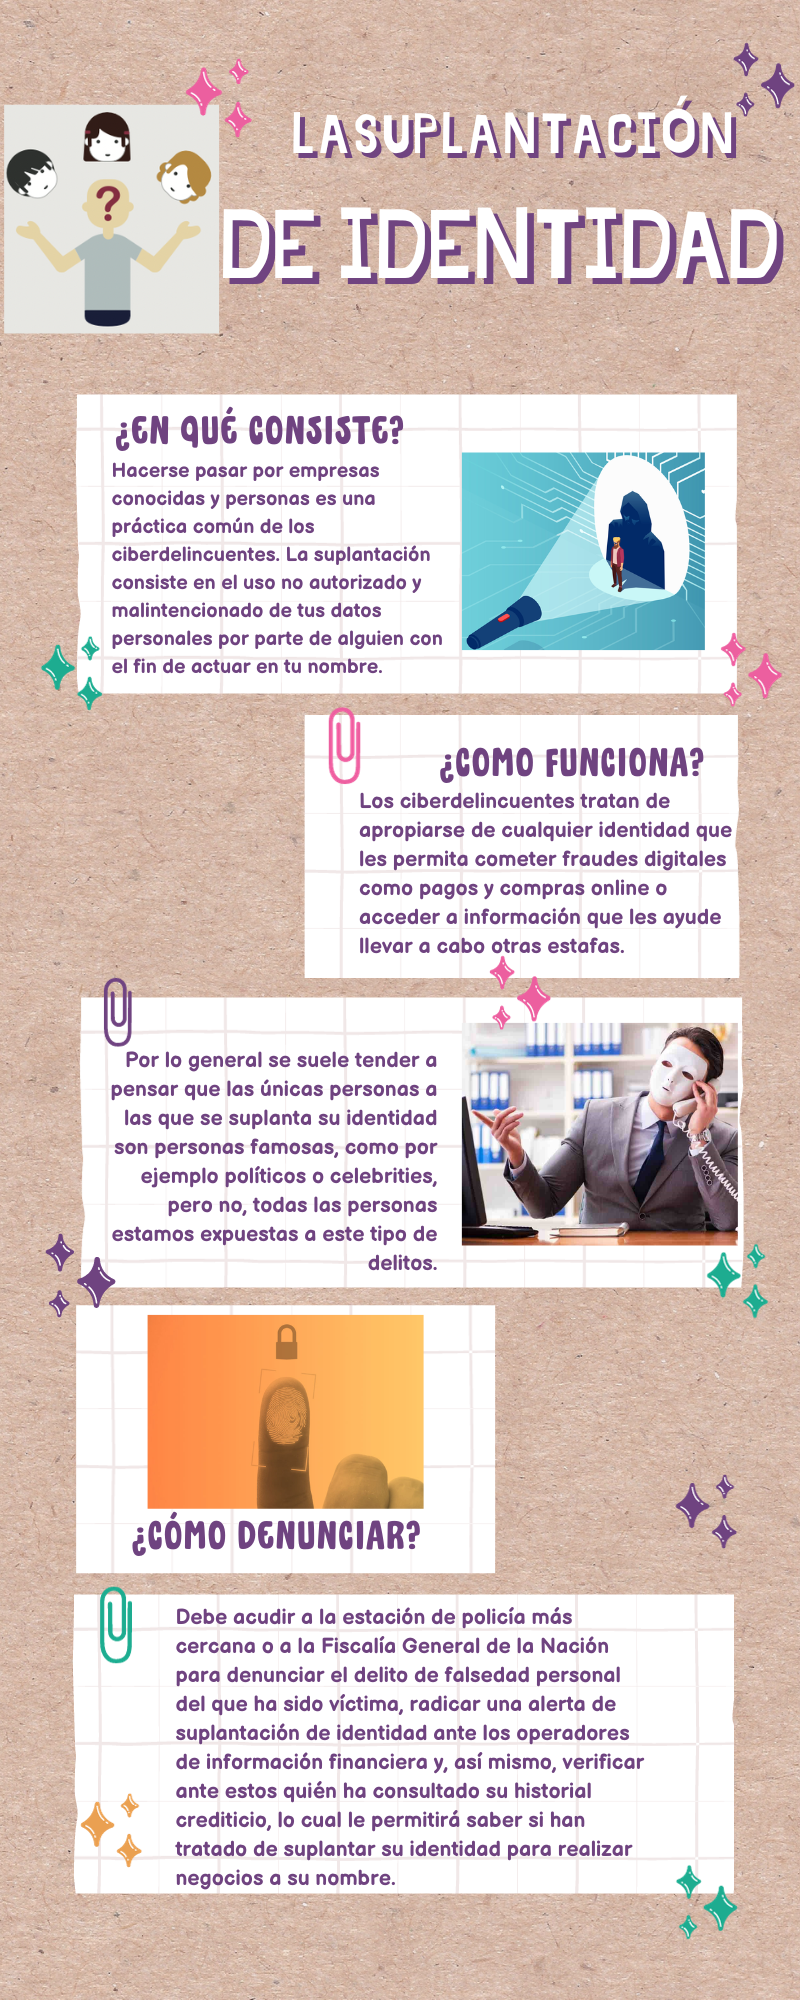 LA SUPLANTACIÓN
DE IDENTIDAD
?
¿EN QUÉ CONSISTE?
Hacerse pasar por empresas
conocidas y personas es una
práctica común de los
ciberdelincuentes. La suplantación
consiste en el uso no autorizado y
malintencionado de tus datos
personales por parte de alguien con
el fin de actuar en tu nombre.
¿COMO FUNCIONA?
Los ciberdelincuentes tratan de
apropiarse de cualquier identidad que
les permita cometer fraudes digitales
como pagos y compras online o
acceder a información que les ayude
llevar a cabo otras estafas.
Por lo general se suele tender a
pensar que las únicas personas a
las que se suplanta su identidad
son personas famosas, como por
ejemplo políticos o celebrities,
pero no, todas las personas
estamos expuestas a este tipo de
delitos.
¿CÓMO DENUNCIAR?
Debe acudir a la estación de policía más
cercana o a la Fiscalía General de la Nación
para denunciar el delito de falsedad personal
del que ha sido víctima, radicar una alerta de
suplantación de identidad ante los operadores
de información financiera y, así mismo, verificar
ante estos quién ha consultado su historial
crediticio, lo cual le permitirá saber si han
tratado de suplantar su identidad para realizar
negocios a su nombre.